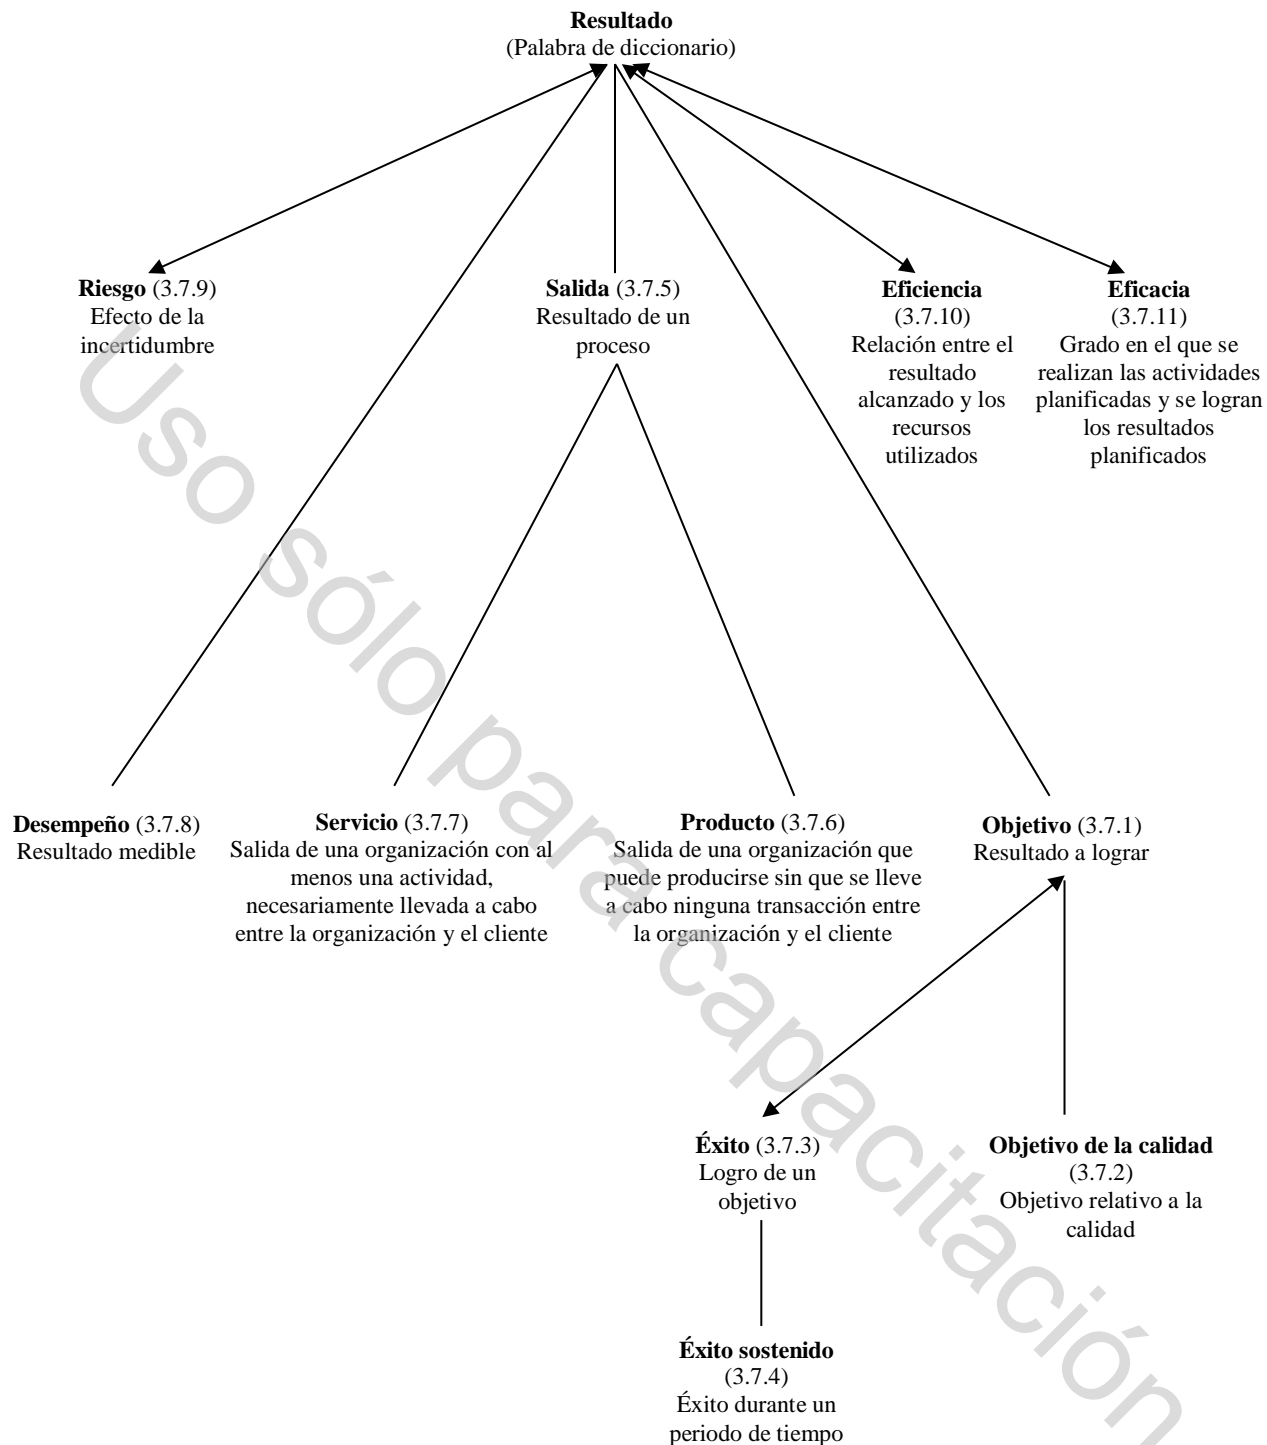 Resultado
(Palabra de diccionario)
Riesgo (3.7.9)
Efecto de la
incertidumbre
Salida (3.7.5)
Resultado de un
proceso
Eficiencia
(3.7.10)
Relación entre el
resultado
alcanzado y los
recursos
utilizados
Eficacia
(3.7.11)
Grado en el que se
realizan las actividades
planificadas y se logran
los resultados
planificados
Desempeño (3.7.8)
Resultado medible
Servicio (3.7.7)
Salida de una organización con al
menos una actividad,
necesariamente llevada a cabo
entre la organización y el cliente
Producto (3.7.6)
Salida de una organización que
puede producirse sin que se lleve
a cabo ninguna transacción entre
la organización y el cliente
Objetivo (3.7.1)
Resultado a lograr
Éxito (3.7.3)
Logro de un
objetivo
Objetivo de la calidad
(3.7.2)
Objetivo relativo a la
calidad
Éxito sostenido
(3.7.4)
Éxito durante un
periodo de tiempo
Uso sólo para capacitación